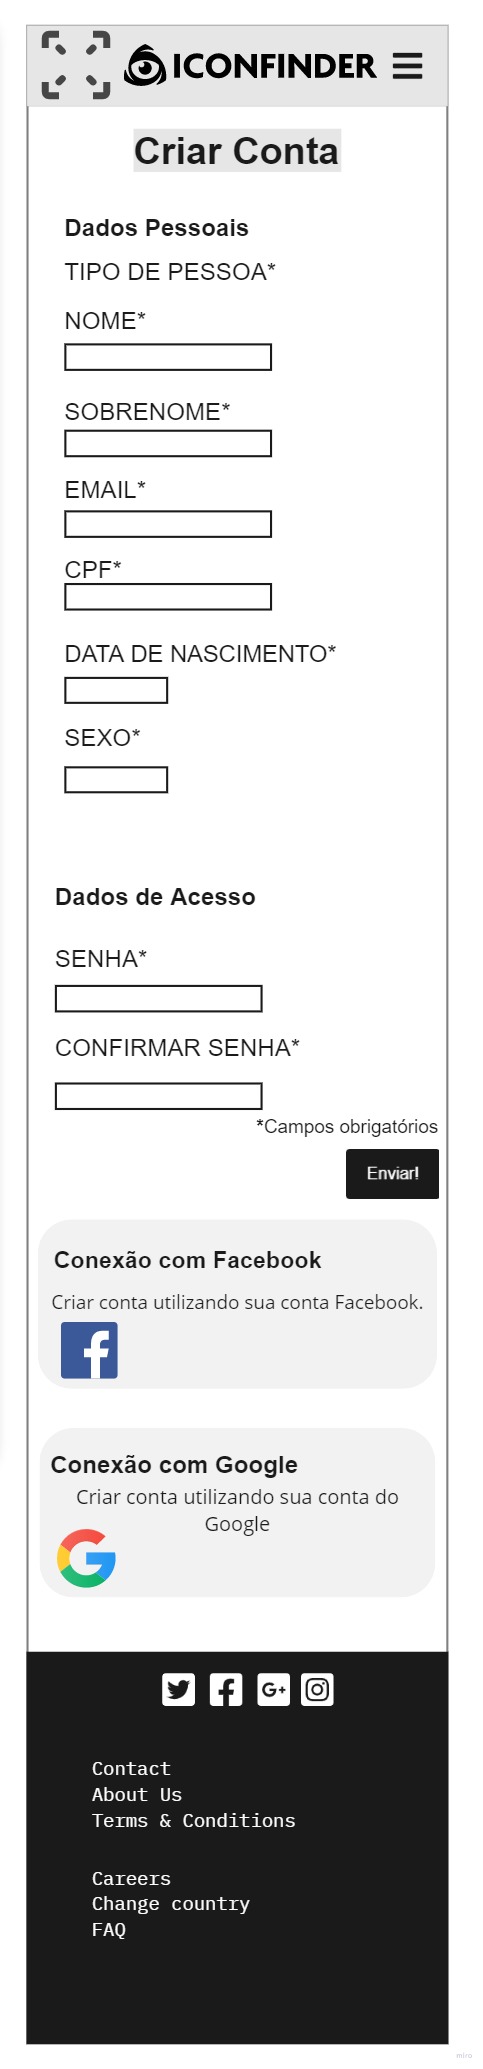 ICONFINDER
Criar Conta
Dados Pessoais
TIPO DE PESSOA*
NOME*
SOBRENOME*
EMAIL*
CPF*
DATA DE NASCIMENTO*
SEXO*
Dados de Acesso
SENHA*
CONFIRMAR SENHA*
*Campos obrigatórios
Enviar!
Conexão com Facebook
Criar conta utilizando sua conta Facebook.
Conexão com Google
Criar conta utilizando sua conta do
Google
Contact
About Us
Terms & Conditions
Careers
Change country
FAQ
miro